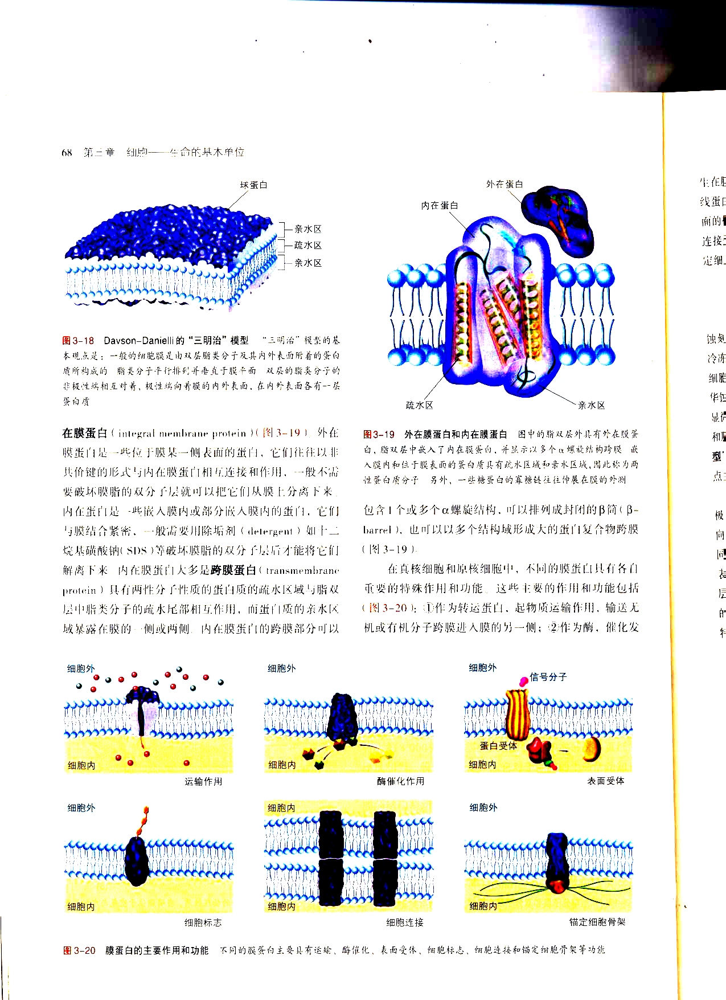 68 第三章 细胞——生命的基本单位
球蛋白
亲水区
疏水区
亲水区
图3-18 Davson-Danielli的“三明治”模型 “三明治”模型的基
本观点是：一般的细胞膜是由双层脂类分子及其内外表面附着的蛋白
质所构成的 脂类分子平行排列并垂直于膜平面 双层的脂类分子的
非极性端相互对着，极性端向着膜的内外表面，在内外表面各有一层
蛋白质
在膜蛋白（integral membrane protein）（图3-19） 外在
膜蛋白是一些位于膜某一侧表面的蛋白，它们往往以非
共价键的形式与内在膜蛋白相互连接和作用，一般不需
要破坏膜脂的双分子层就可以把它们从膜上分离下来
内在蛋白是一些嵌入膜内或部分嵌入膜内的蛋白，它们
与膜结合紧密，一般需要用除垢剂（detergent）如十二
烷基磺酸钠（SDS）等破坏膜脂的双分子层后才能将它们
解离下来 内在膜蛋白大多是跨膜蛋白（transmembrane
protein）具有两性分子性质的蛋白质的疏水区域与脂双
层中脂类分子的疏水尾部相互作用，而蛋白质的亲水区
域暴露在膜的一侧或两侧 内在膜蛋白的跨膜部分可以
外在蛋白
内在蛋白
疏水区
亲水区
图3-19 外在膜蛋白和内在膜蛋白 图中的脂双层外具有外在膜蛋
白，脂双层中嵌入了内在膜蛋白，并显示以多个α螺旋结构跨膜 嵌
入膜内和位于膜表面的蛋白质具有疏水区域和亲水区域，因此称为两
性蛋白质分子 另外，一些糖蛋白的寡糖链往往伸展在膜的外测
包含1个或多个α螺旋结构，可以排列成封闭的β筒（β-
barrel），也可以以多个结构域形成大的蛋白复合物跨膜
（图3-19）
在真核细胞和原核细胞中，不同的膜蛋白具有各自
重要的特殊作用和功能 这些主要的作用和功能包括
（图3-20）：①作为转运蛋白，起物质运输作用，输送无
机或有机分子跨膜进入膜的另一侧；②作为酶，催化发
细胞外
细胞内
运输作用
细胞外
细胞内
酶催化作用
细胞外
信号分子
蛋白受体
细胞内
表面受体
细胞外
细胞内
细胞标志
细胞内
细胞内
细胞连接
细胞外
细胞内
锚定细胞骨架
图3-20 膜蛋白的主要作用和功能 不同的膜蛋白主要具有运输、酶催化、表面受体、细胞标志、细胞连接和锚定细胞骨架等功能
生在
线蛋
面的
连接
定细
蚀刻
冷冻
细胞
华
显微
和
型
点
极
向
同
层
的
特